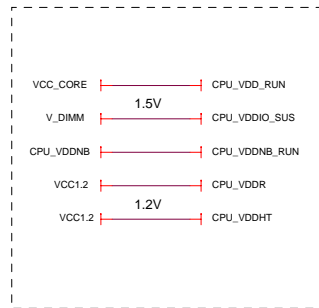 VCC_CORE CPU_VDD_RUN
1.5V
V_DIMM CPU_VDDIO_SUS
CPU_VDDNB CPU_VDDNB_RUN
VCC1.2 CPU_VDDR
1.2V
VCC1.2 CPU_VDDHT